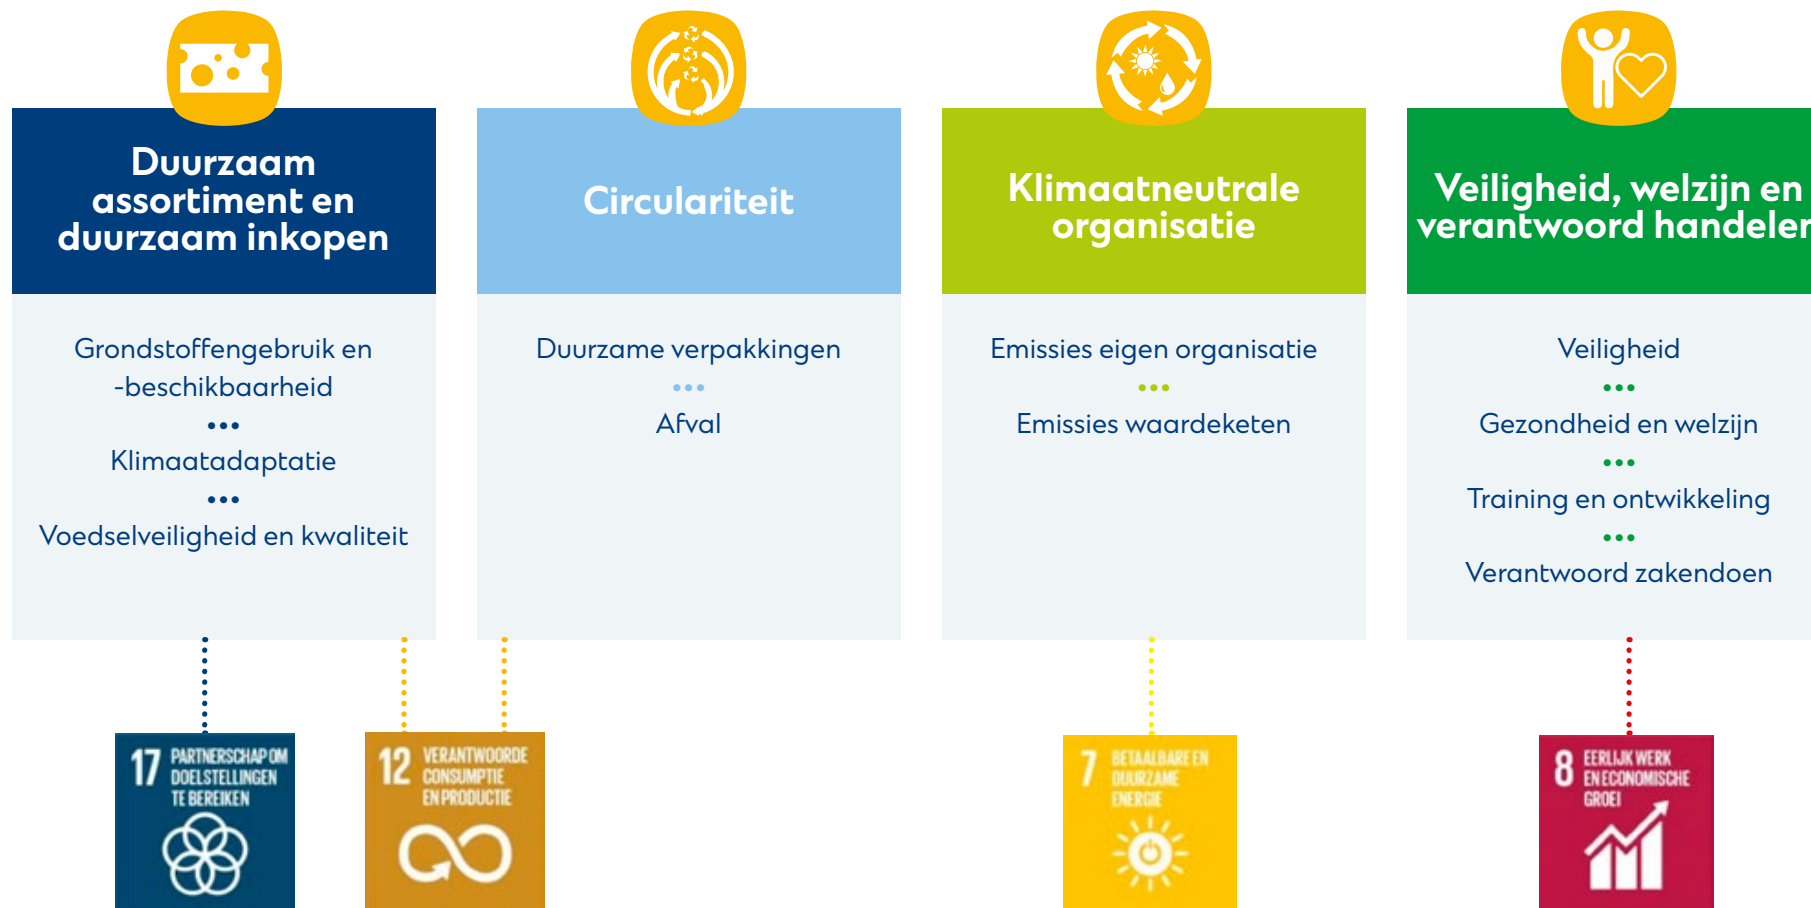 Duurzaam
assortiment en
duurzaam inkopen
Grondstoffengebruik en
-beschikbaarheid
Klimaatadaptatie
Voedselveiligheid en kwaliteit
Circulariteit
Duurzame verpakkingen
Afval
Klimaatneutrale
organisatie
Emissies eigen organisatie
Emissies waardeketen
Veiligheid, welzijn en
verantwoord handelen
Veiligheid
Gezondheid en welzijn
Training en ontwikkeling
Verantwoord zakendoen
17 PARTNERSCHAP OM
DOELSTELLINGEN
TE BEREIKEN
12 VERANTWOORDE
CONSUMPTIE
EN PRODUCTIE
7 BETAALBARE EN
DUURZAME
ENERGIE
8 EERLIJK WERK
EN ECONOMISCHE
GROEI